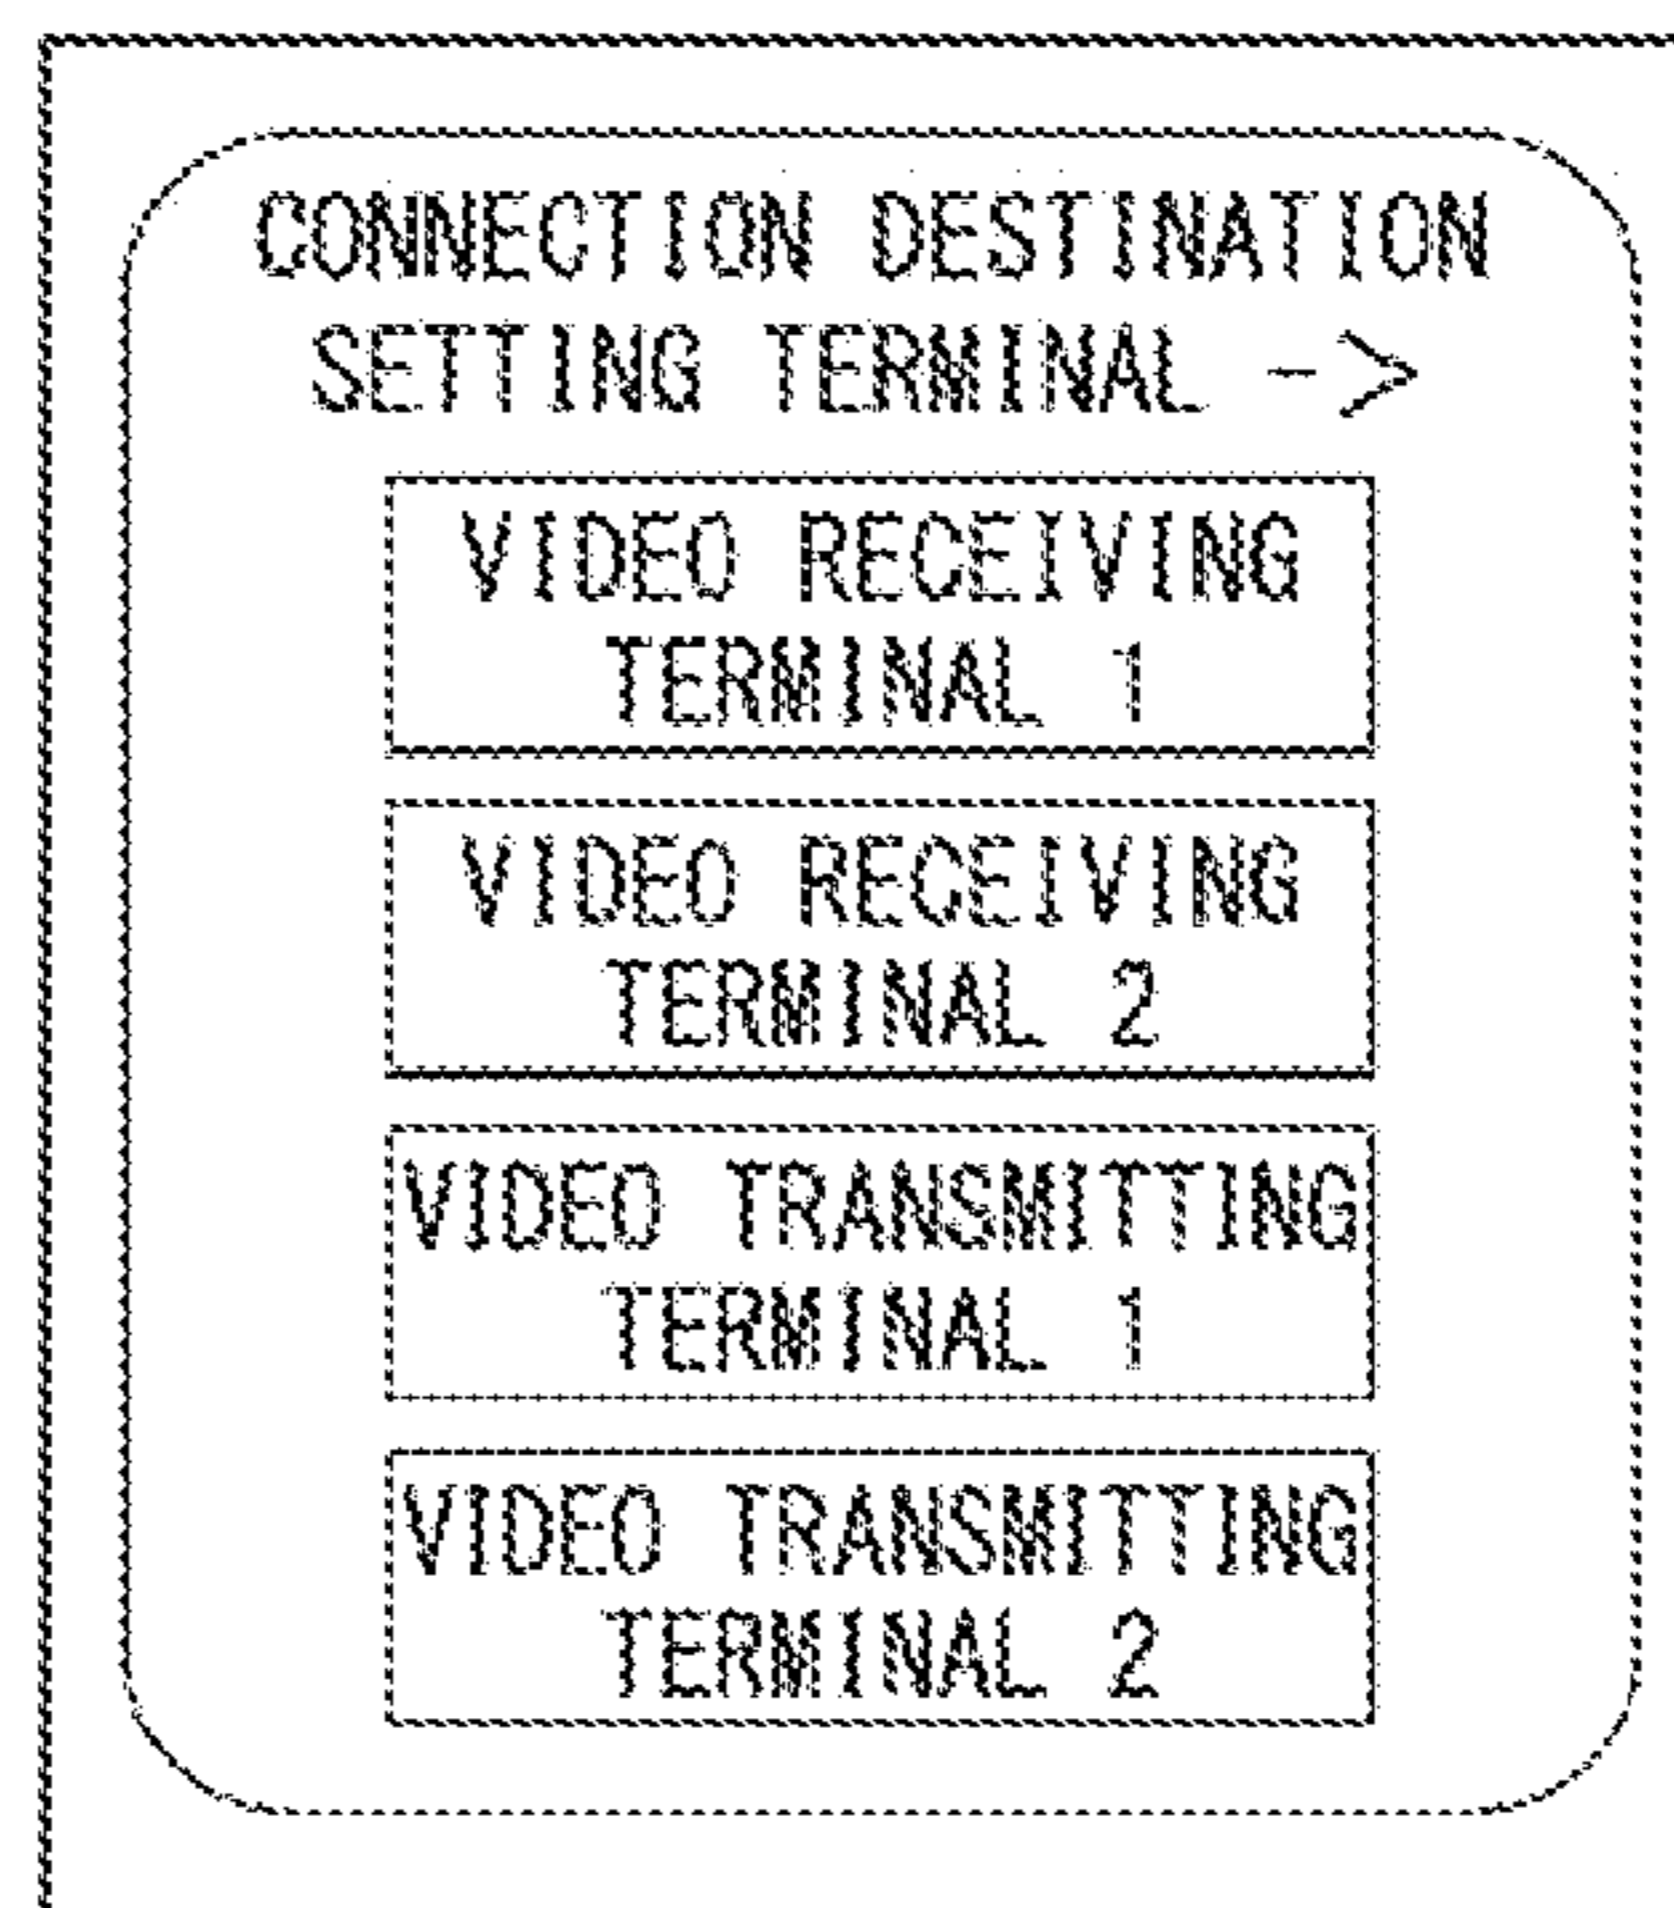 CONNECTION DESTINATION
SETTING TERMINAL ->
VIDEO RECEIVING
TERMINAL 1
VIDEO RECEIVING
TERMINAL 2
VIDEO TRANSMITTING
TERMINAL 1
VIDEO TRANSMITTING
TERMINAL 2